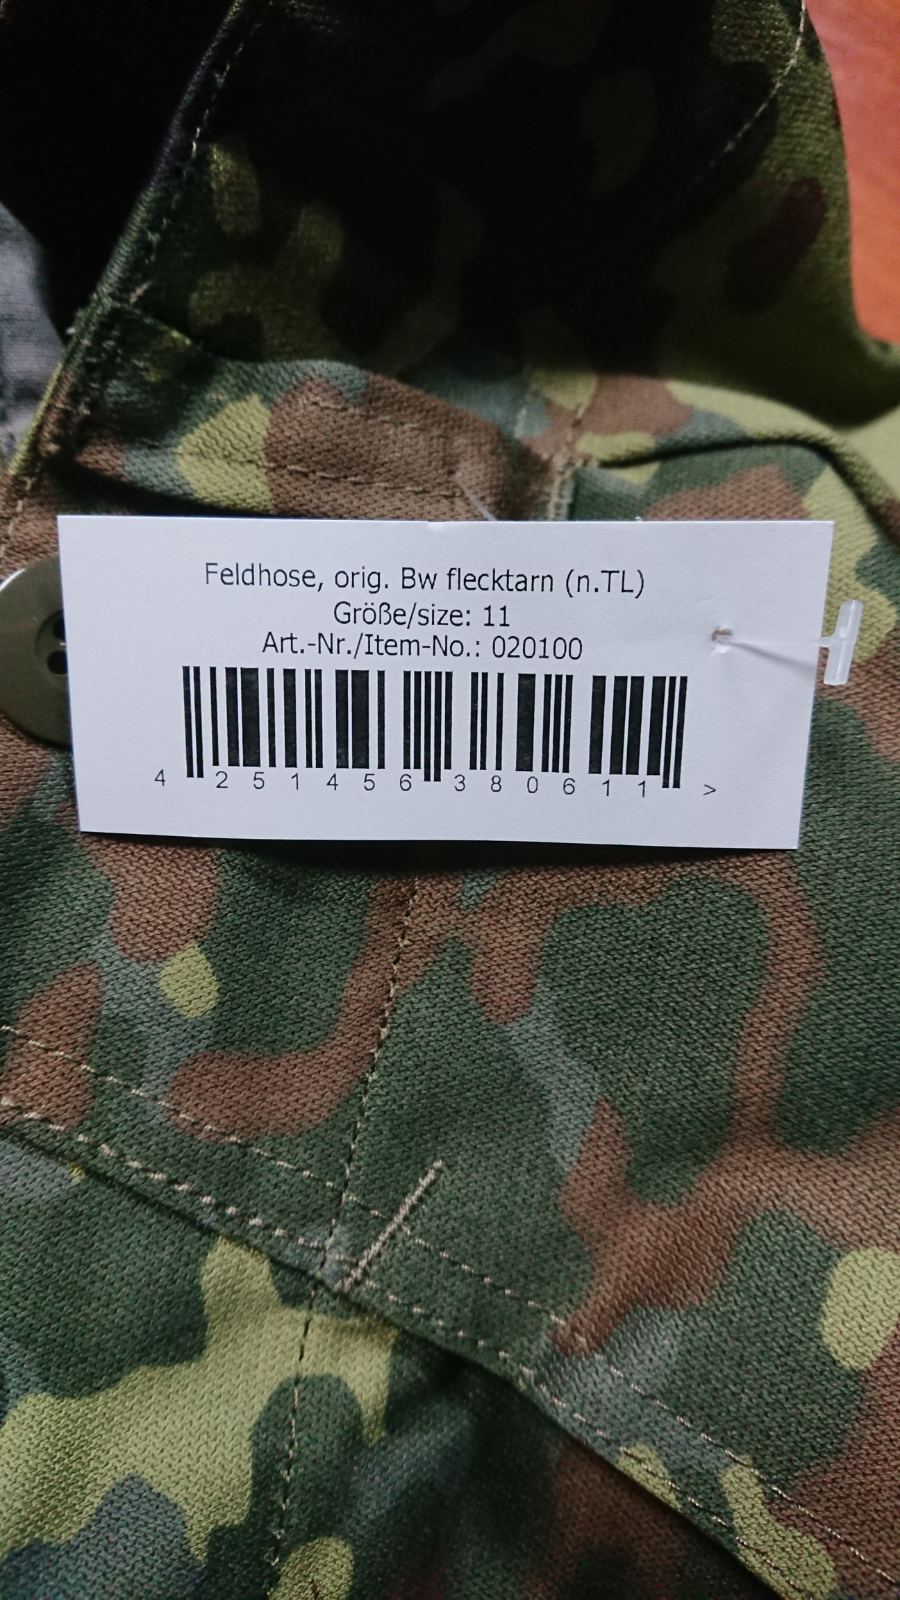 Feldhose, orig. Bw flecktarn (n.TL)
Größe/size: 11
Art.-Nr./Item-No.: 020100
4 251456 380611 >